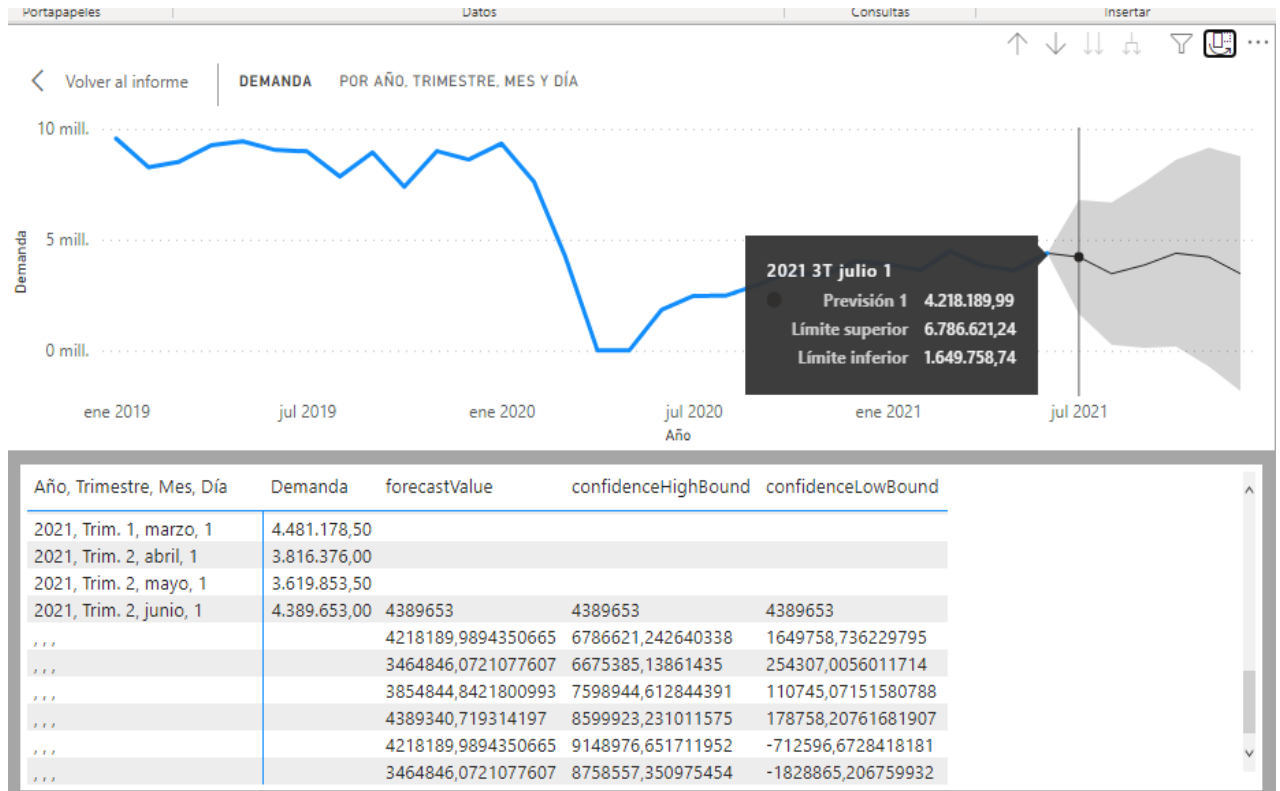 Portapapeles Datos Consultas Insertar
Volver al informe DEMANDA POR AÑO, TRIMESTRE, MES Y DÍA
10 mill.
5 mill.
0 mill.
Demanda
2021 3T julio 1
Previsión 1 4.218.189,99
Límite superior 6.786.621,24
Límite inferior 1.649.758,74
ene 2019 jul 2019 ene 2020 jul 2020 ene 2021 jul 2021
Año
Año, Trimestre, Mes, Día Demanda forecastValue confidenceHighBound confidenceLowBound
2021, Trim. 1, marzo, 1 4.481.178,50
2021, Trim. 2, abril, 1 3.816.376,00
2021, Trim. 2, mayo, 1 3.619.853,50
2021, Trim. 2, junio, 1 4.389.653,00 4389653 4389653 4389653
, , , 4218189,9894350665 6786621,242640338 1649758,736229795
, , , 3464846,0721077607 6675385,13861435 254307,0056011714
, , , 3854844,8421800993 7598944,612844391 110745,07151580788
, , , 4389340,719314197 8599923,231011575 178758,20761681907
, , , 4218189,9894350665 9148976,651711952 -712596,6728418181
, , , 3464846,0721077607 8758557,350975454 -1828865,206759932